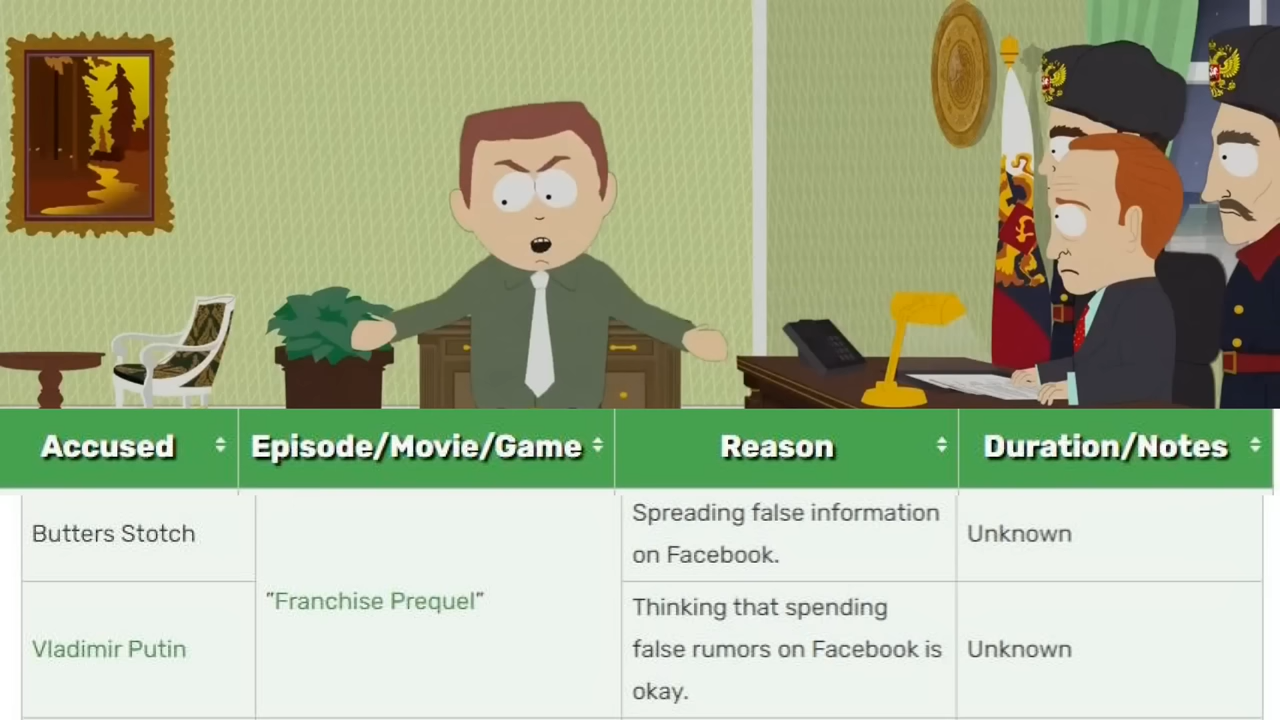 Accused Episode/Movie/Game Reason Duration/Notes
Butters Stotch
"Franchise Prequel"
Spreading false information
on Facebook.
Unknown
Vladimir Putin
Thinking that spending
false rumors on Facebook is
okay.
Unknown